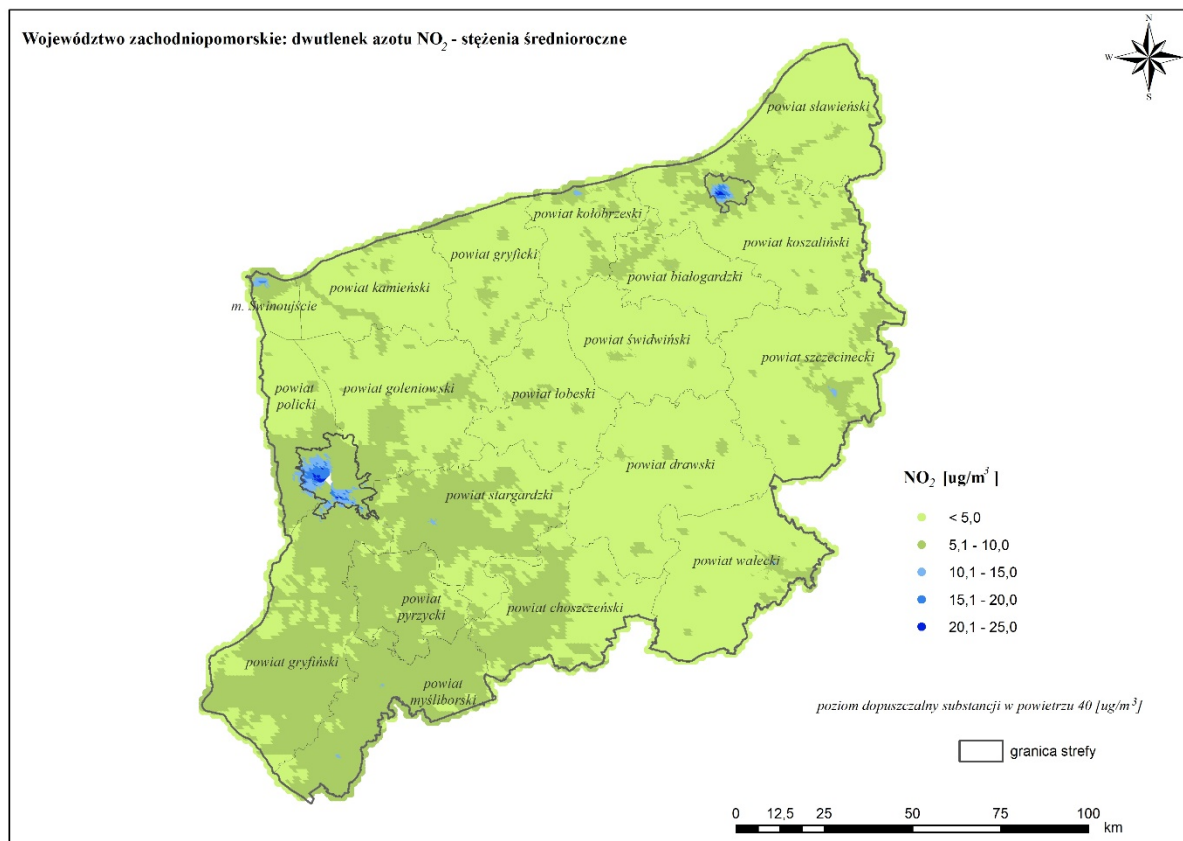 Województwo zachodniopomorskie: dwutlenek azotu NO2 - stężenia średnioroczne
N
W
S
powiat sławieński
powiat kołobrzeski
powiat koszaliński
powiat gryficki
powiat białogardzki
powiat kamieński
m. Świnoujście
powiat świdwiński
powiat szczecinecki
powiat
policki
powiat goleniowski
powiat łobeski
powiat drawski
powiat stargardzki
powiat wałecki
powiat
pyrzycki
powiat choszczeński
powiat gryfiński
powiat
myśliborski
NO2 [ug/m3 ]
< 5,0
5,1 - 10,0
10,1 - 15,0
15,1 - 20,0
20,1 - 25,0
poziom dopuszczalny substancji w powietrzu 40 [ug/m3]
granica strefy
0 12,5 25 50 75 100
km